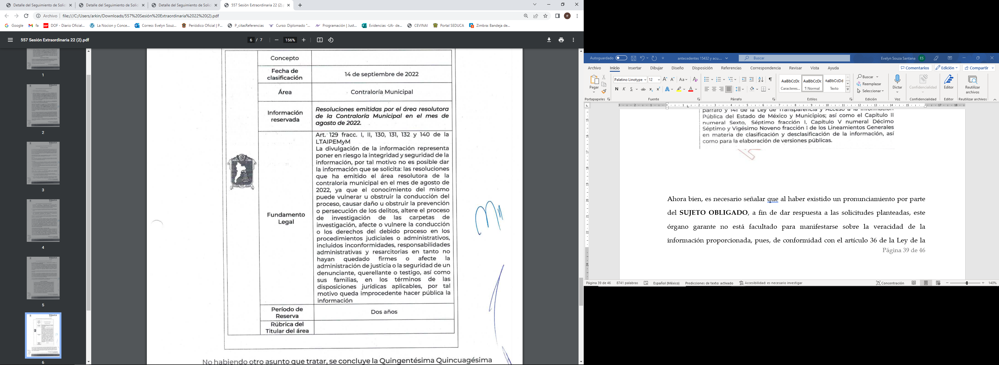 Detalle del Seguimiento de Solic
Detalle del Seguimiento de Solic
Detalle del Seguimiento de Solic
557 Sesión Extraordinaria 22 (2).p
Archivo | file:///C:/Users/arkin/Downloads/557%20Sesión%20Extraordinaria%2022%20(2).pdf
Google fa DOF - Diario Oficial... La Nocion y Conce... Correo: Evelyn Souz... Periódico Oficial | P... P_citasReferencias Curso: Diplomado "... Programación | Just... Evidencias -UA- de... CEVINAI Portal SEDUCA Zimbra: Bandeja de...
557 Sesión Extraordinaria 22 (2).pdf
6 / 7 — 156% +
1
2
3
4
5
6
Concepto
Fecha de clasificación
14 de septiembre de 2022
Área
Contraloría Municipal
Información reservada
Resoluciones emitidas por el área resolutora
de la Contraloría Municipal en el mes de
agosto de 2022.
Fundamento
Legal
Art. 129 fracc. I, II, 130, 131, 132 y 140 de la
LTAIPEMyM
La divulgación de la información representa
poner en riesgo la integridad y seguridad de la
información, por tal motivo no es posible dar
la información que se solicita: las resoluciones
que ha emitido el área resolutora de la
contraloría municipal en el mes de agosto de
2022, ya que el conocimiento del mismo
puede vulnerar u obstruir la conducción del
proceso, causar daño u obstruir la prevención
o persecución de los delitos, altere el proceso
de investigación de las carpetas de
investigación, afecte o vulnere la conducción
o los derechos del debido proceso en los
procedimientos judiciales o administrativos,
incluidos inconformidades, responsabilidades
administrativas y resarcitorias en tanto no
hayan quedado firmes o afecte la
administración de justicia o la seguridad de un
denunciante, querellante o testigo, así como
sus familias, en los términos de las
disposiciones jurídicas aplicables, por tal
motivo queda improcedente hacer pública la
información
Período de
Reserva
Dos años
Rúbrica del
Titular del área
No habiendo otro asunto que tratar, se concluye la Quingentésima Quincuagésima
Autoguardado antecedentes 15432 y acu.... Buscar Evelyn Souza Santana ES
Archivo Inicio Insertar Dibujar Diseño Disposición Referencias Correspondencia Revisar Vista Ayuda Comentarios Edición Compartir
Pegar
Palatino Linotype 12
N K S
AaBbCcDc AaBbCcDc AaBbCcDd
Caracteres... ¶ Normal Texto
Buscar
Reemplazar
Seleccionar
Dictar
Confidencialidad
Editor
Reutilizar archivos
Portapapeles Fuente Párrafo Estilos Edición Voz Confidencialidad Editor Reutilizar archivos
párrafo y 141 de la Ley de Transparencia y Acceso a la Información
Pública del Estado de México y Municipios; así como el Capítulo II
numeral Sexto, Séptimo fracción I, Capítulo V numeral Décimo
Séptimo y Vigésimo Noveno fracción I de los Lineamientos Generales
en materia de clasificación y desclasificación de la información, así
como para la elaboración de versiones públicas.
Ahora bien, es necesario señalar que al haber existido un pronunciamiento por parte
del SUJETO OBLIGADO, a fin de dar respuesta a las solicitudes planteadas, este
órgano garante no está facultado para manifestarse sobre la veracidad de la
información proporcionada, pues, de conformidad con el artículo 36 de la Ley de la
Página 39 de 46
Página 39 de 46 8741 palabras Español (México) Predicciones de texto: activado Accesibilidad: es necesario investigar Concentración 140%